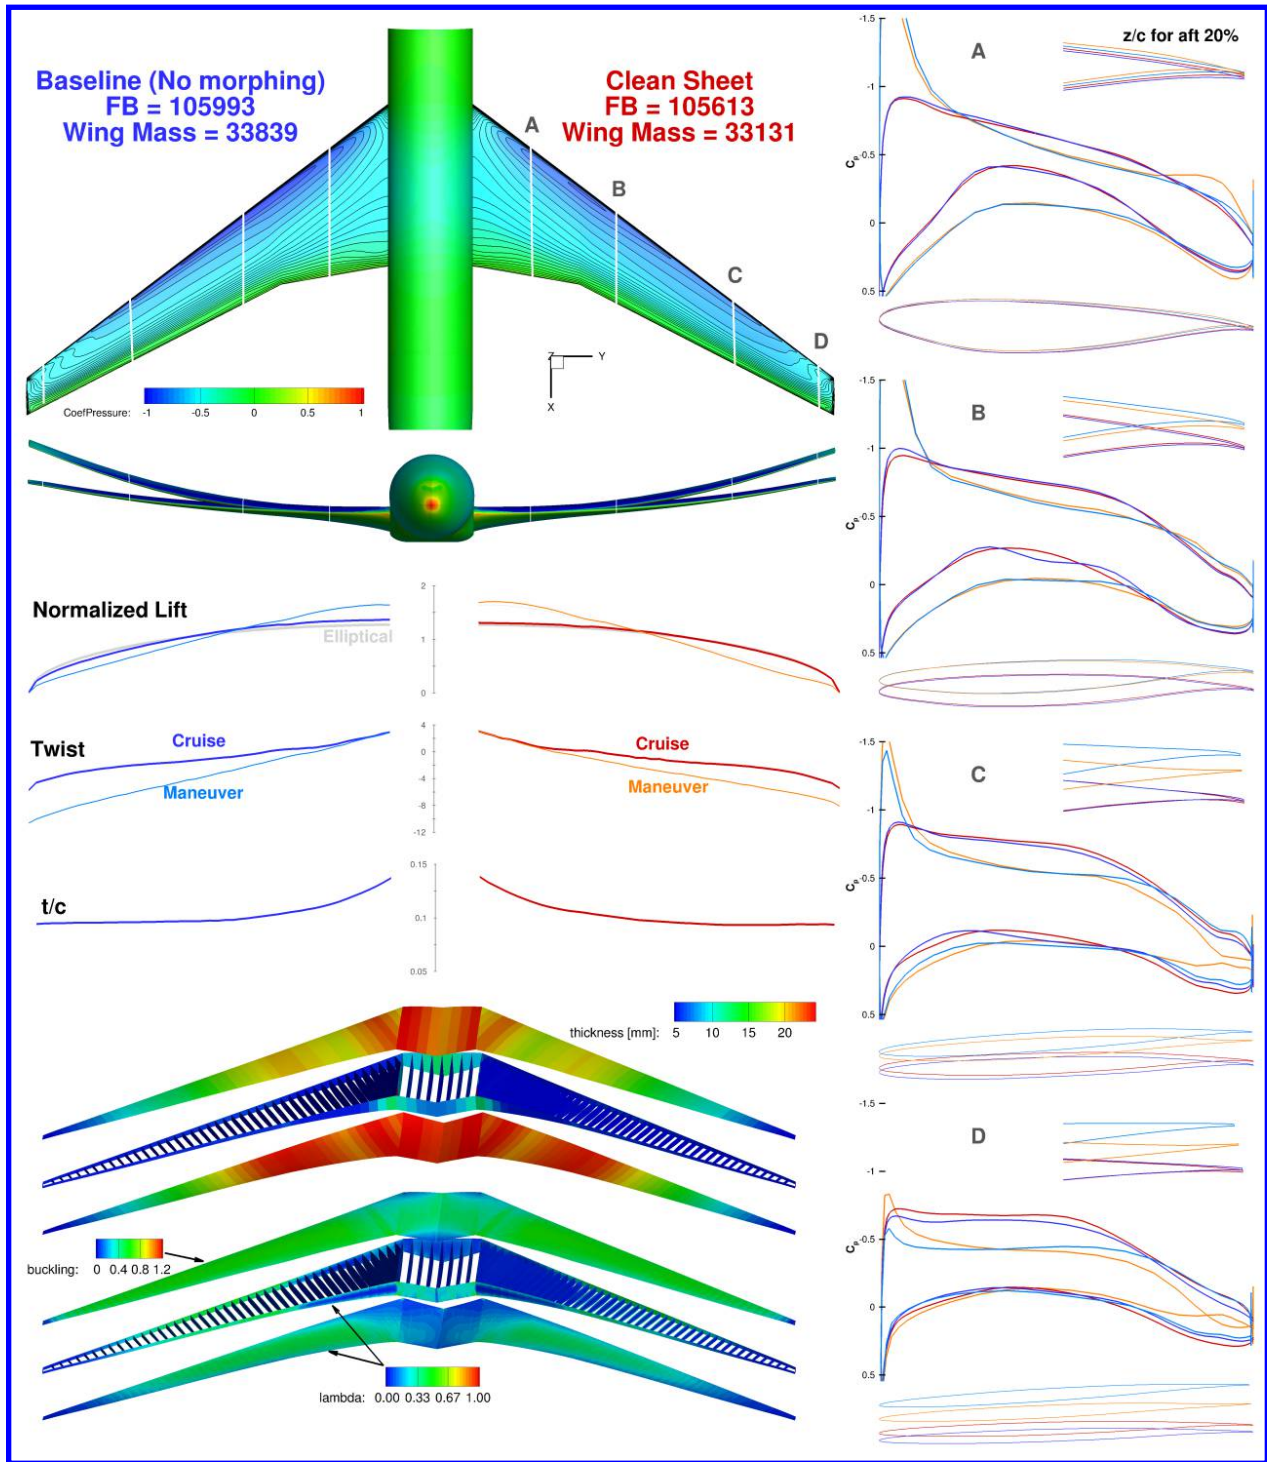 Baseline (No morphing)
FB = 105993
Wing Mass = 33839
Clean Sheet
FB = 105613
Wing Mass = 33131
A
B
C
D
CoefPressure: -1 -0.5 0 0.5 1
Z Y
X
Normalized Lift
Elliptical
2
1
0
Twist
Cruise
Maneuver
4
0
-4
-8
-12
Cruise
Maneuver
t/c
0.15
0.1
0.05
thickness [mm]: 5 10 15 20
buckling: 0 0.4 0.8 1.2
lambda: 0.00 0.33 0.67 1.00
z/c for aft 20%
A
-1.5
-1
-0.5
0
0.5
Cp
B
-1.5
-1
-0.5
0
0.5
Cp
C
-1.5
-1
-0.5
0
0.5
Cp
D
-1.5
-1
-0.5
0
0.5
Cp